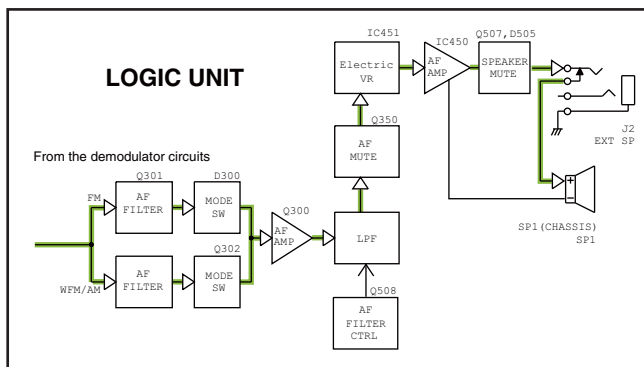 LOGIC UNIT
From the demodulator circuits
FM
WFM/AM
Q301
AF
FILTER
D300
MODE
SW
AF
FILTER
Q302
MODE
SW
Q300
AF
AMP
LPF
Q508
AF
FILTER
CTRL
Q350
AF
MUTE
IC451
Electric
VR
IC450
AF
AMP
Q507,D505
SPEAKER
MUTE
J2
EXT SP
+
−
SP1(CHASSIS)
SP1